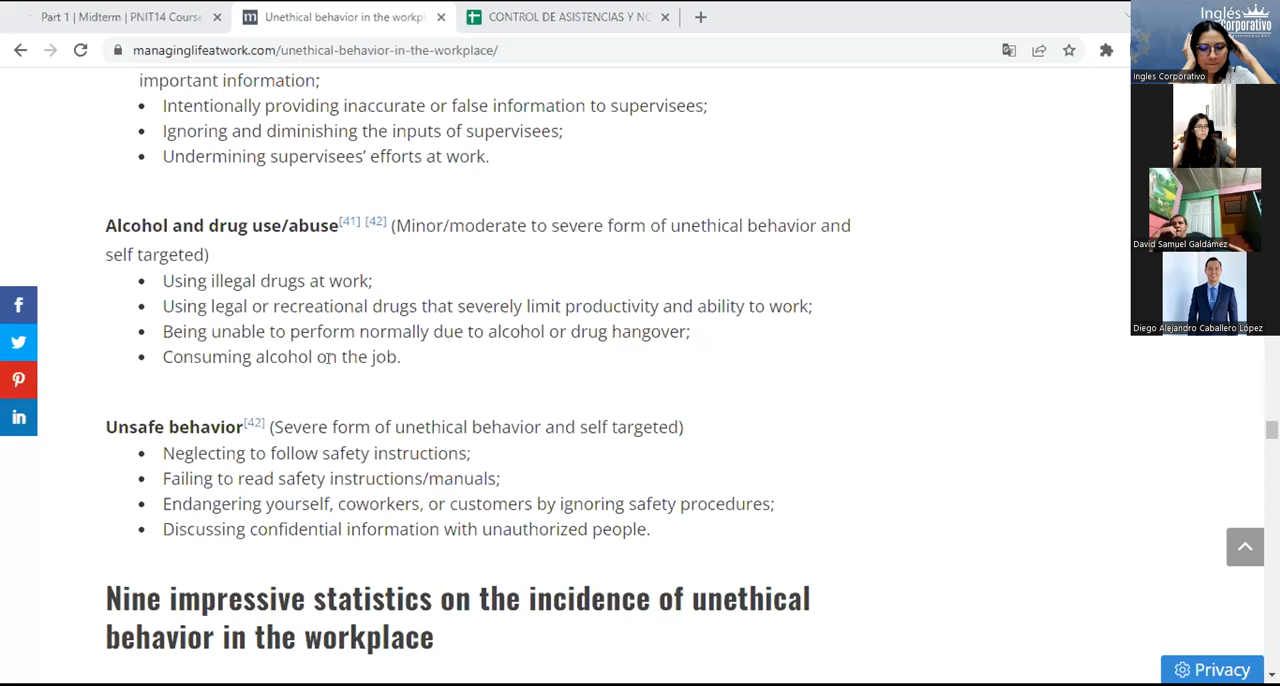 Part 1 | Midterm | PNIT14 Course
Unethical behavior in the workpl
CONTROL DE ASISTENCIAS Y NO
managinglifeatwork.com/unethical-behavior-in-the-workplace/
important information;
• Intentionally providing inaccurate or false information to supervisees;
• Ignoring and diminishing the inputs of supervisees;
• Undermining supervisees’ efforts at work.
Alcohol and drug use/abuse[41] [42] (Minor/moderate to severe form of unethical behavior and
self targeted)
• Using illegal drugs at work;
• Using legal or recreational drugs that severely limit productivity and ability to work;
• Being unable to perform normally due to alcohol or drug hangover;
• Consuming alcohol on the job.
Unsafe behavior[42] (Severe form of unethical behavior and self targeted)
• Neglecting to follow safety instructions;
• Failing to read safety instructions/manuals;
• Endangering yourself, coworkers, or customers by ignoring safety procedures;
• Discussing confidential information with unauthorized people.
Nine impressive statistics on the incidence of unethical
behavior in the workplace
Privacy
Inglés
Corporativo
Ingles Corporativo
David Samuel Galdámez
Diego Alejandro Caballero López